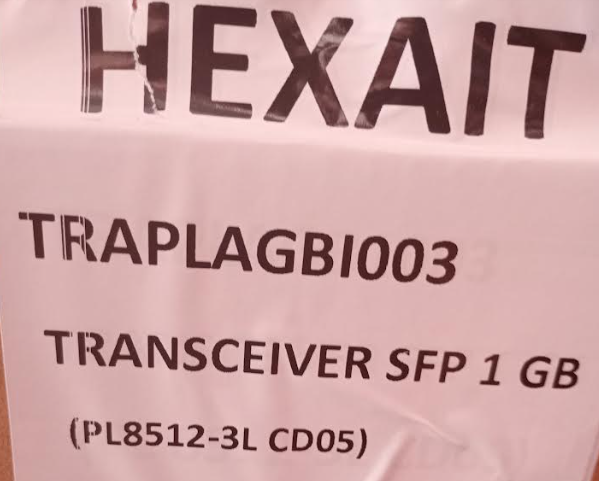 HEXAIT
TRAPLAGBI003
TRANSCEIVER SFP 1 GB
(PL8512-3L CD05)